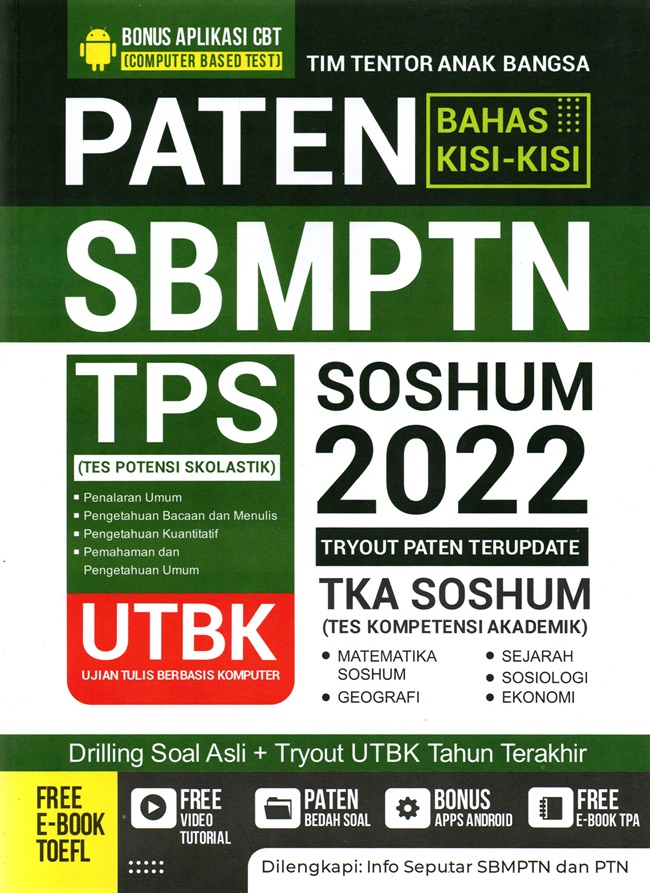 BONUS APLIKASI CBT
(COMPUTER BASED TEST)
TIM TENTOR ANAK BANGSA
PATEN
BAHAS
KISI-KISI
SBMPTN
TPS
(TES POTENSI SKOLASTIK)
Penalaran Umum
Pengetahuan Bacaan dan Menulis
Pengetahuan Kuantitatif
Pemahaman dan
Pengetahuan Umum
UTBK
UJIAN TULIS BERBASIS KOMPUTER
SOSHUM
2022
TRYOUT PATEN TERUPDATE
TKA SOSHUM
(TES KOMPETENSI AKADEMIK)
MATEMATIKA
SOSHUM
GEOGRAFI
SEJARAH
SOSIOLOGI
EKONOMI
Drilling Soal Asli + Tryout UTBK Tahun Terakhir
FREE
E-BOOK
TOEFL
FREE
VIDEO
TUTORIAL
PATEN
BEDAH SOAL
BONUS
APPS ANDROID
FREE
E-BOOK TPA
Dilengkapi: Info Seputar SBMPTN dan PTN